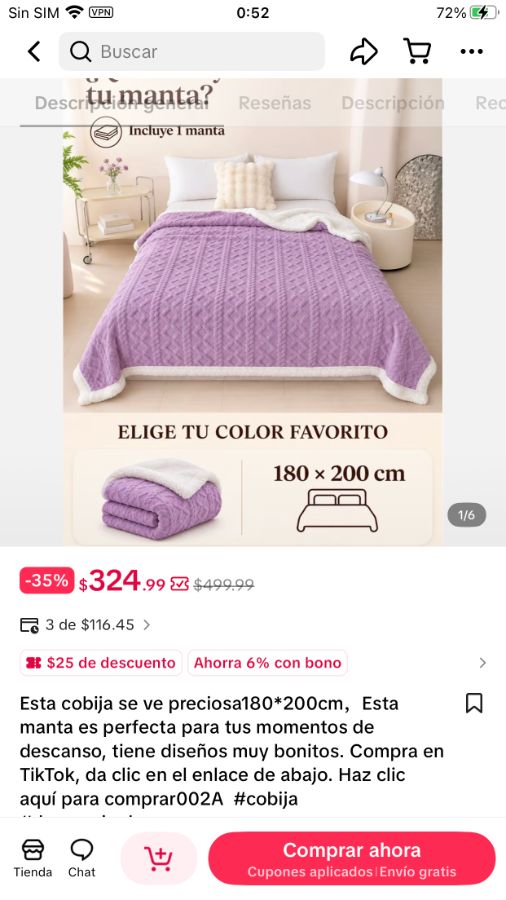 Sin SIM VPN 0:52 72%
Buscar
tu manta?
Descripción general Reseñas Descripción Rec
Incluye 1 manta
ELIGE TU COLOR FAVORITO
180 × 200 cm
1/6
-35% $324.99 $499.99
3 de $116.45
$25 de descuento Ahorra 6% con bono
Esta cobija se ve preciosa180*200cm，Esta
manta es perfecta para tus momentos de
descanso, tiene diseños muy bonitos. Compra en
TikTok, da clic en el enlace de abajo. Haz clic
aquí para comprar002A #cobija
Tienda Chat
Comprar ahora
Cupones aplicados | Envío gratis